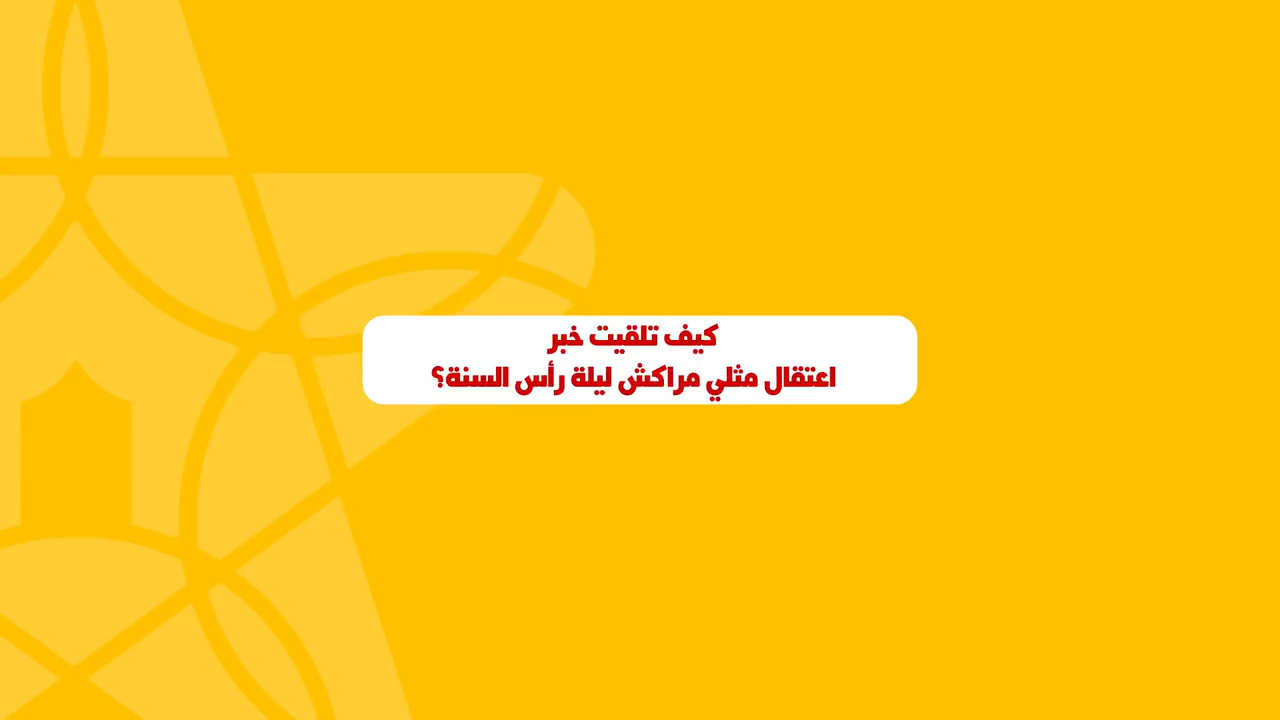 كيف تلقيت خبر
اعتقال مثلي مراكش ليلة رأس السنة؟